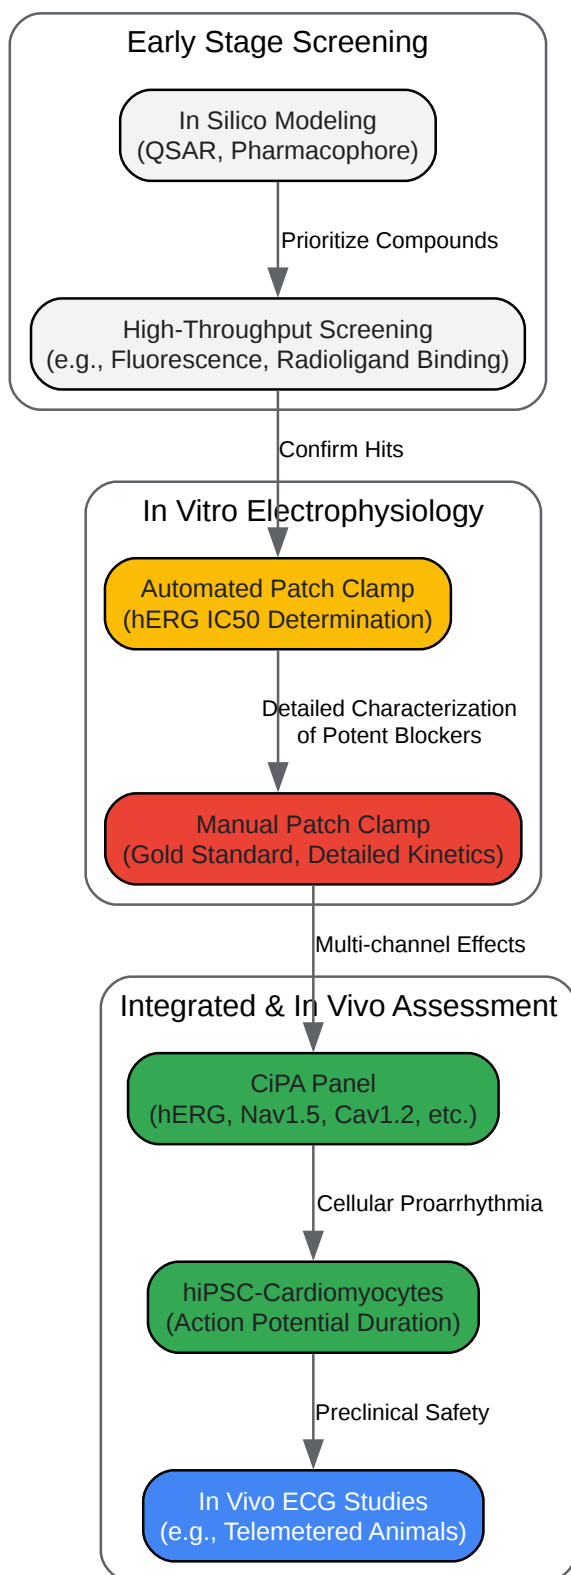 Early Stage Screening
In Silico Modeling
(QSAR, Pharmacophore)
Prioritize Compounds
High-Throughput Screening
(e.g., Fluorescence, Radioligand Binding)
Confirm Hits
In Vitro Electrophysiology
Automated Patch Clamp
(hERG IC50 Determination)
Detailed Characterization
of Potent Blockers
Manual Patch Clamp
(Gold Standard, Detailed Kinetics)
Multi-channel Effects
Integrated & In Vivo Assessment
CiPA Panel
(hERG, Nav1.5, Cav1.2, etc.)
Cellular Proarrhythmia
hiPSC-Cardiomyocytes
(Action Potential Duration)
Preclinical Safety
In Vivo ECG Studies
(e.g., Telemetered Animals)